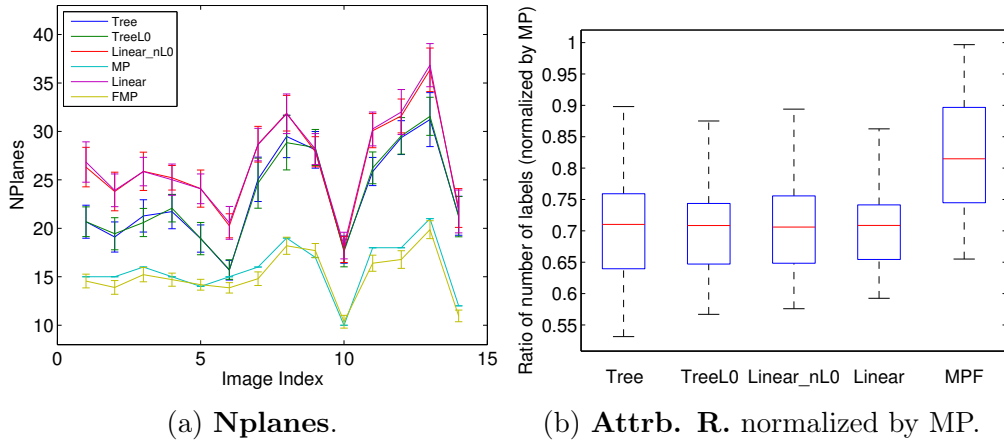 40
35
30
25
20
15
10
NPlanes
Tree
TreeL0
Linear_nL0
MP
Linear
FMP
0 5 10 15
Image Index
(a) Nplanes.
1
0.95
0.9
0.85
0.8
0.75
0.7
0.65
0.6
0.55
Ratio of number of labels (normalized by MP)
Tree TreeL0 Linear_nL0 Linear MPF
(b) Attrb. R. normalized by MP.